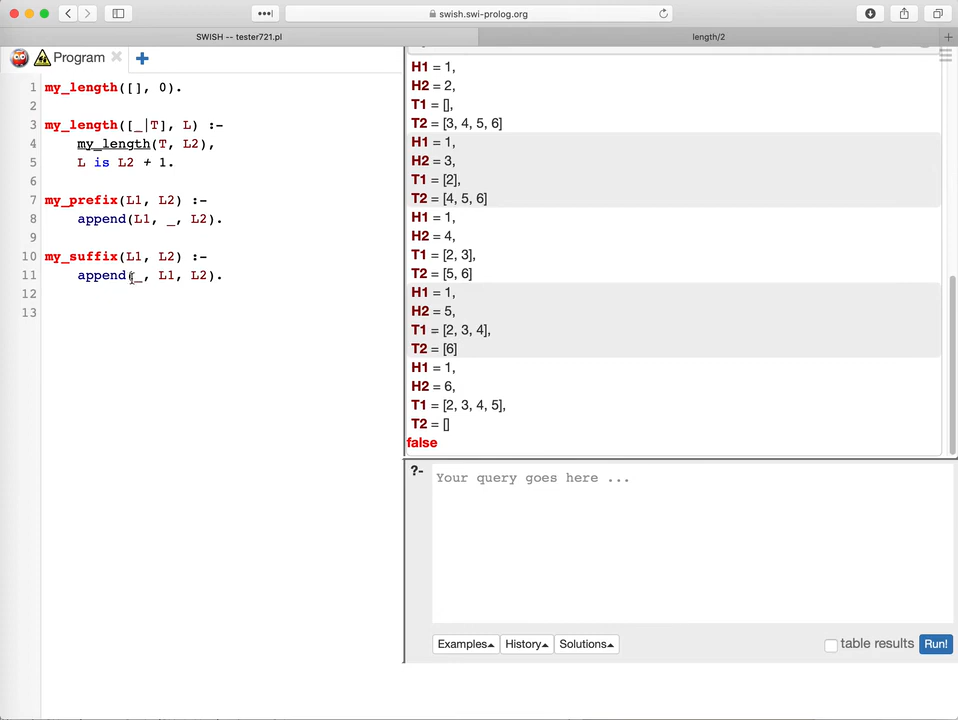 swish.swi-prolog.org
SWISH -- tester721.pl
length/2
Program
1 my_length([], 0).
2
3 my_length([_|T], L) :-
4 my_length(T, L2),
5 L is L2 + 1.
6
7 my_prefix(L1, L2) :-
8 append(L1, _, L2).
9
10 my_suffix(L1, L2) :-
11 append(_, L1, L2).
12
13
H1 = 1,
H2 = 2,
T1 = [],
T2 = [3, 4, 5, 6]
H1 = 1,
H2 = 3,
T1 = [2],
T2 = [4, 5, 6]
H1 = 1,
H2 = 4,
T1 = [2, 3],
T2 = [5, 6]
H1 = 1,
H2 = 5,
T1 = [2, 3, 4],
T2 = [6]
H1 = 1,
H2 = 6,
T1 = [2, 3, 4, 5],
T2 = []
false
?- Your query goes here ...
Examples History Solutions table results Run!